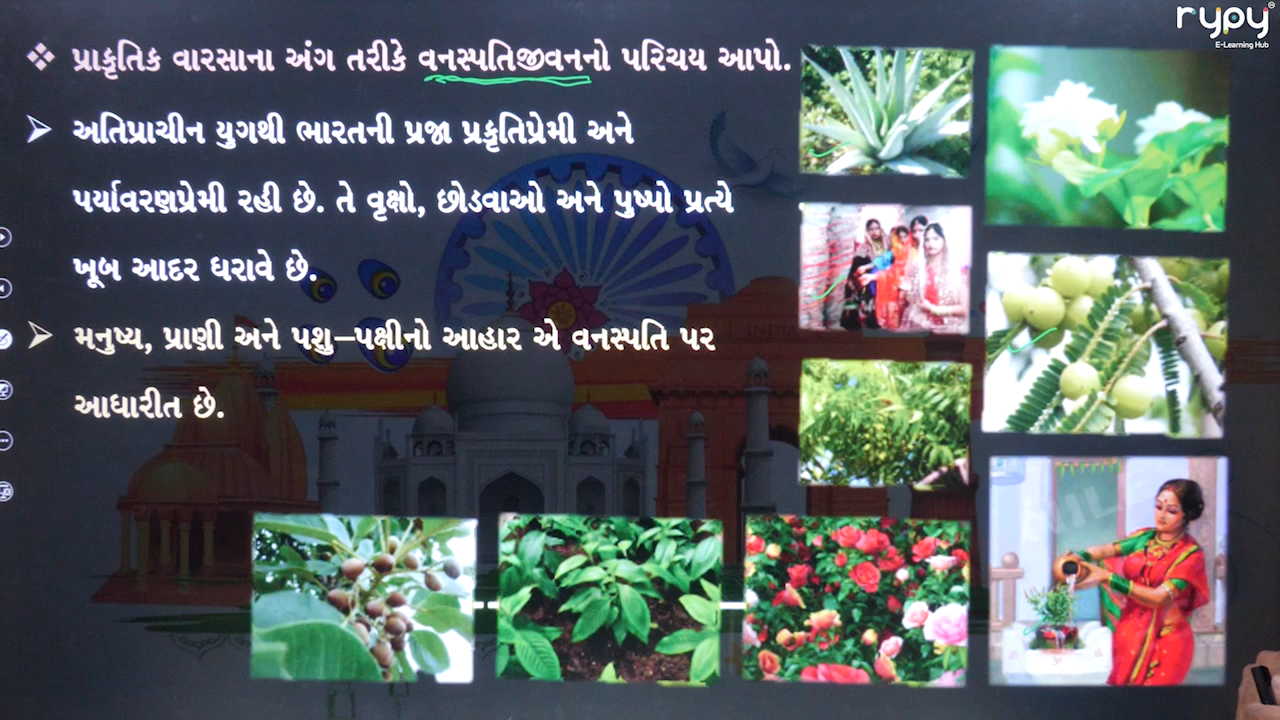 rypy
E-Learning Hub
❖ પ્રાકૃતિક વારસાના અંગ તરીકે વનસ્પતિજીવનનો પરિચય આપો.
➢ અતિપ્રાચીન યુગથી ભારતની પ્રજા પ્રકૃતિપ્રેમી અને
પર્યાવરણપ્રેમી રહી છે. તે વૃક્ષો, છોડવાઓ અને પુષ્પો પ્રત્યે
ખૂબ આદર ધરાવે છે.
➢ મનુષ્ય, પ્રાણી અને પશુ–પક્ષીનો આહાર એ વનસ્પતિ પર
આધારીત છે.
INDIA